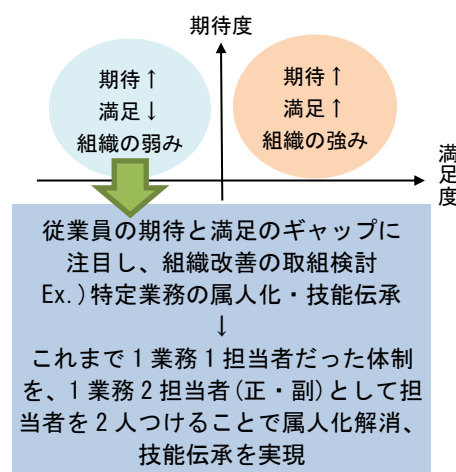 期待度
期待↑
満足↓
組織の弱み
期待↑
満足↑
組織の強み
満足度
従業員の期待と満足のギャップに
注目し、組織改善の取組検討
Ex.)特定業務の属人化・技能伝承
↓
これまで1業務1担当者だった体制
を、1業務2担当者(正・副)として担
当者を2人つけることで属人化解消、
技能伝承を実現